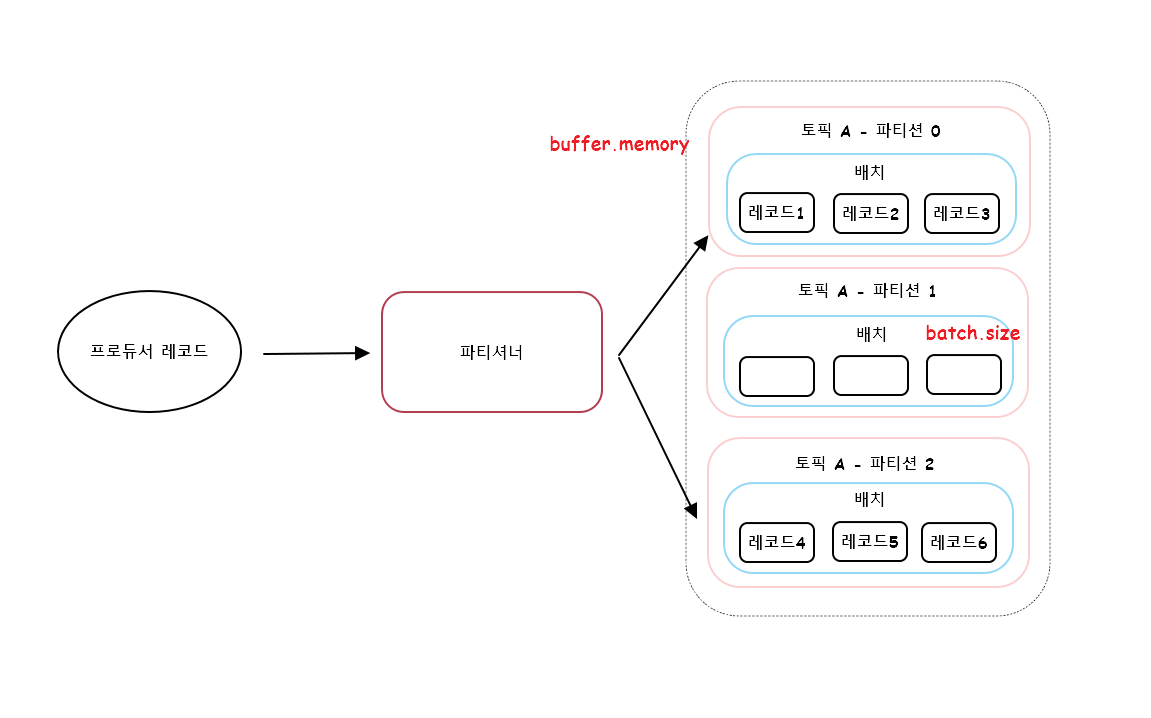 프로듀서 레코드
파티셔너
buffer.memory
토픽 A - 파티션 0
배치
레코드1
레코드2
레코드3
토픽 A - 파티션 1
배치
batch.size
토픽 A - 파티션 2
배치
레코드4
레코드5
레코드6